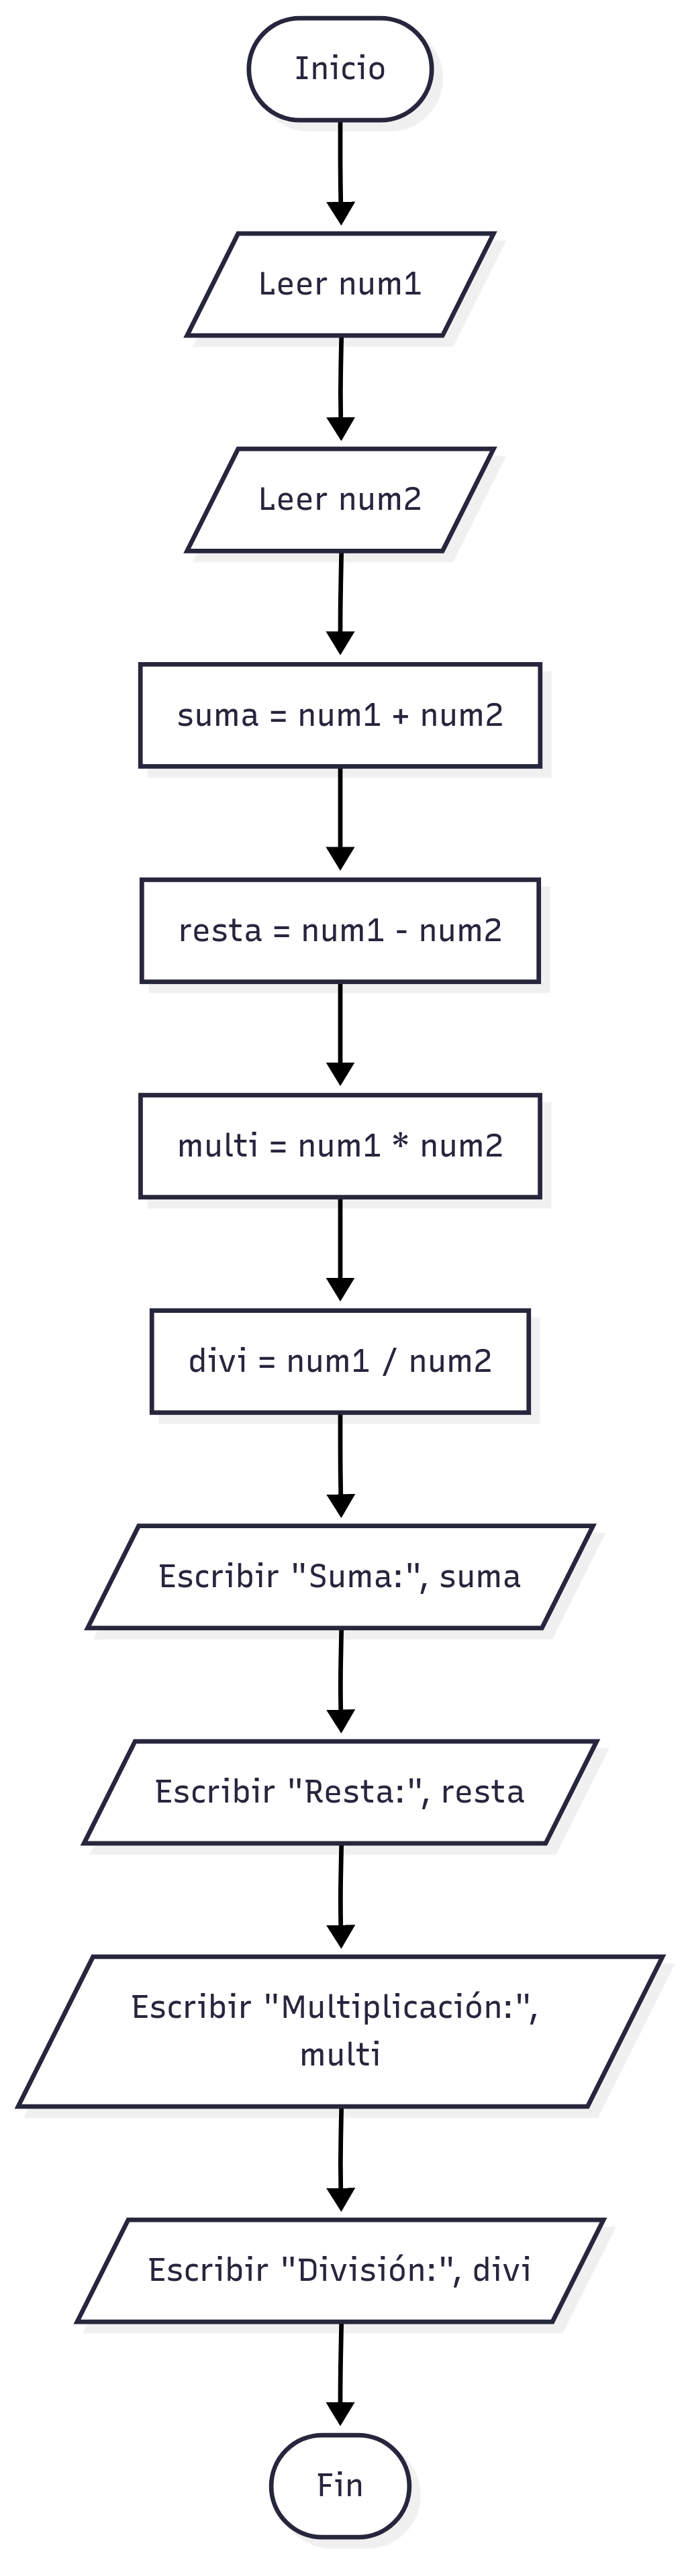 Inicio
Leer num1
Leer num2
suma = num1 + num2
resta = num1 - num2
multi = num1 * num2
divi = num1 / num2
Escribir "Suma:", suma
Escribir "Resta:", resta
Escribir "Multiplicación:",
multi
Escribir "División:", divi
Fin